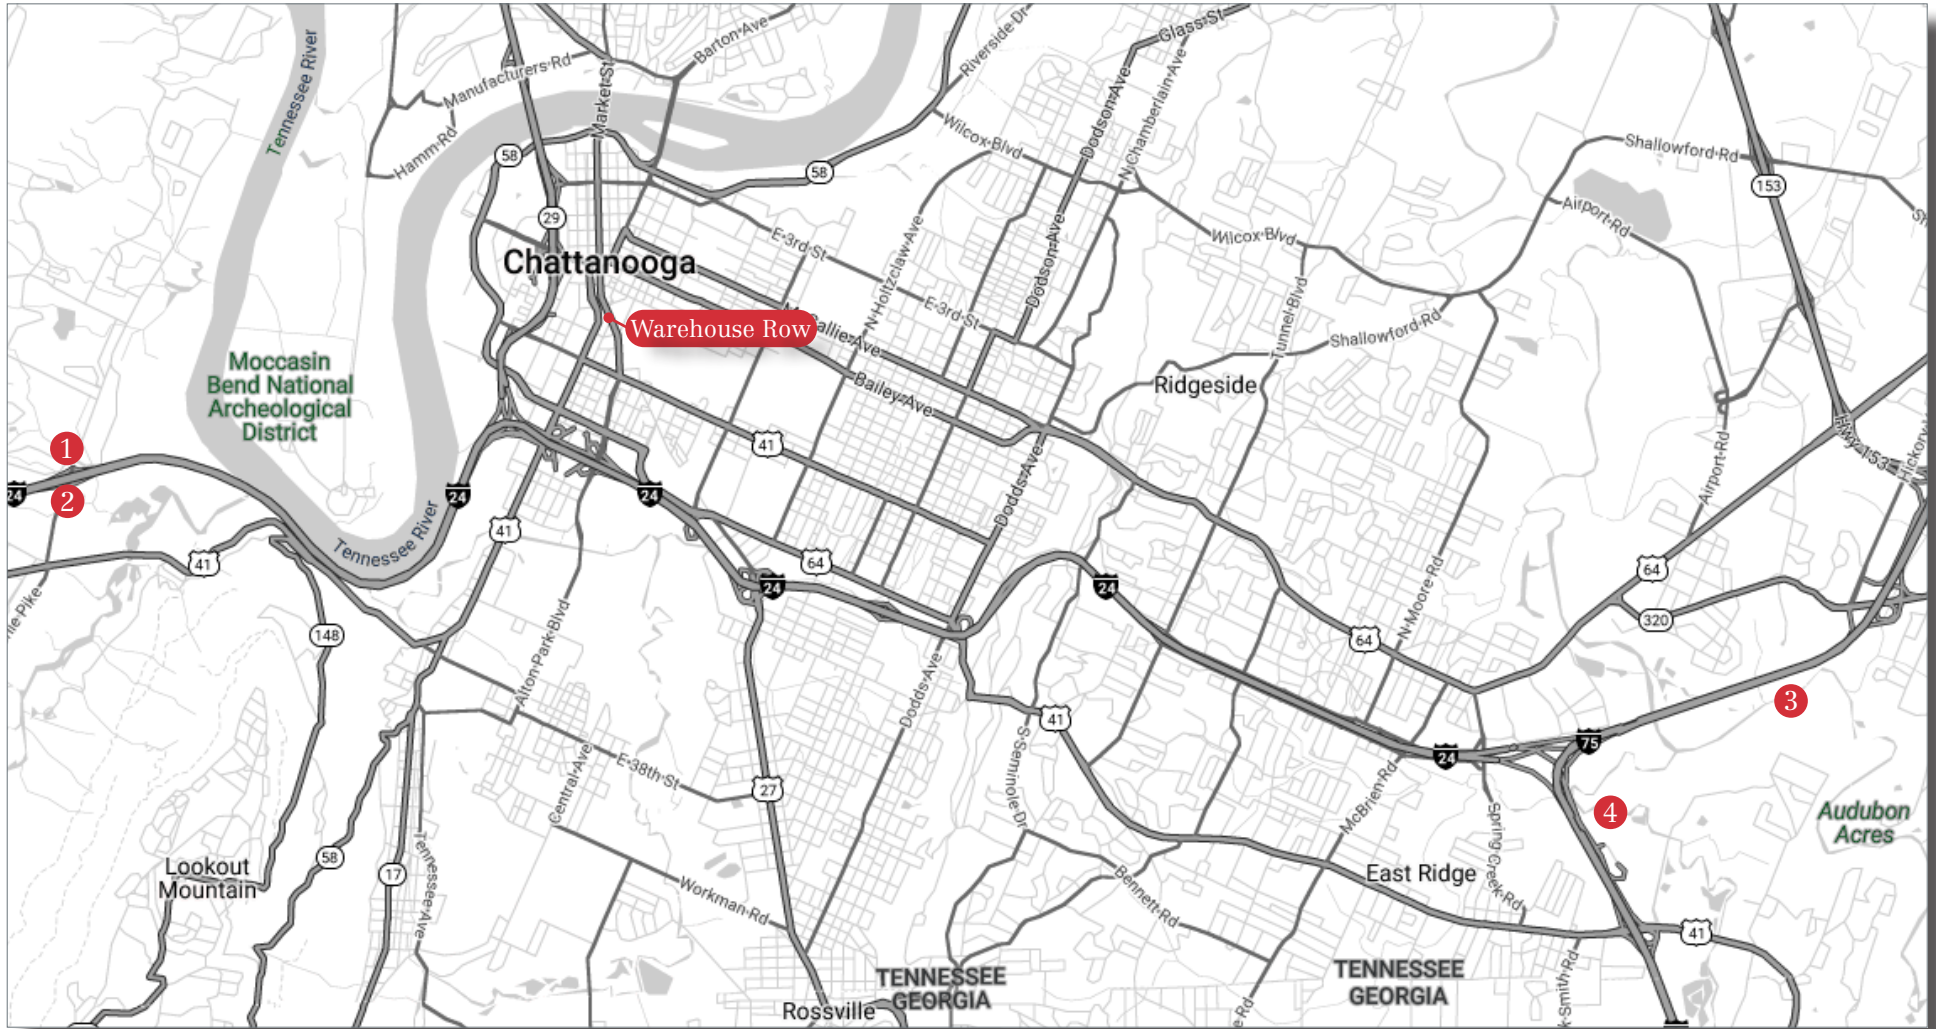 Tennessee River
Manufacturers Rd
Hamm Rd
Market St
Barton Ave
Riverside Dr
Glass St
Dodson Ave
N Chamberlain Ave
Wilcox Blvd
Shallowford Rd
153
Airport Rd
58
58
29
Chattanooga
E 3rd St
N Holtzclaw Ave
Dodson Ave
Wilcox Blvd
E 3rd St
Tunnel Blvd
Shallowford Rd
Warehouse Row
McCallie Ave
Bailey Ave
Ridgeside
Moccasin
Bend National
Archeological
District
1
24
2
41
Hwy 153
Airport Rd
24
24
41
Tennessee River
41
Dodds Ave
64
24
24
64
320
148
64
N Moore Rd
Alton Park Blvd
Dodds Ave
41
S Seminole Dr
3
24
75
E 38th St
Central Ave
27
McBrien Rd
Spring Creek Rd
4
Audubon
Acres
Lookout
Mountain
58
17
Tennessee Ave
Workman Rd
Bennett Rd
East Ridge
41
TENNESSEE
GEORGIA
TENNESSEE
GEORGIA
Rossville